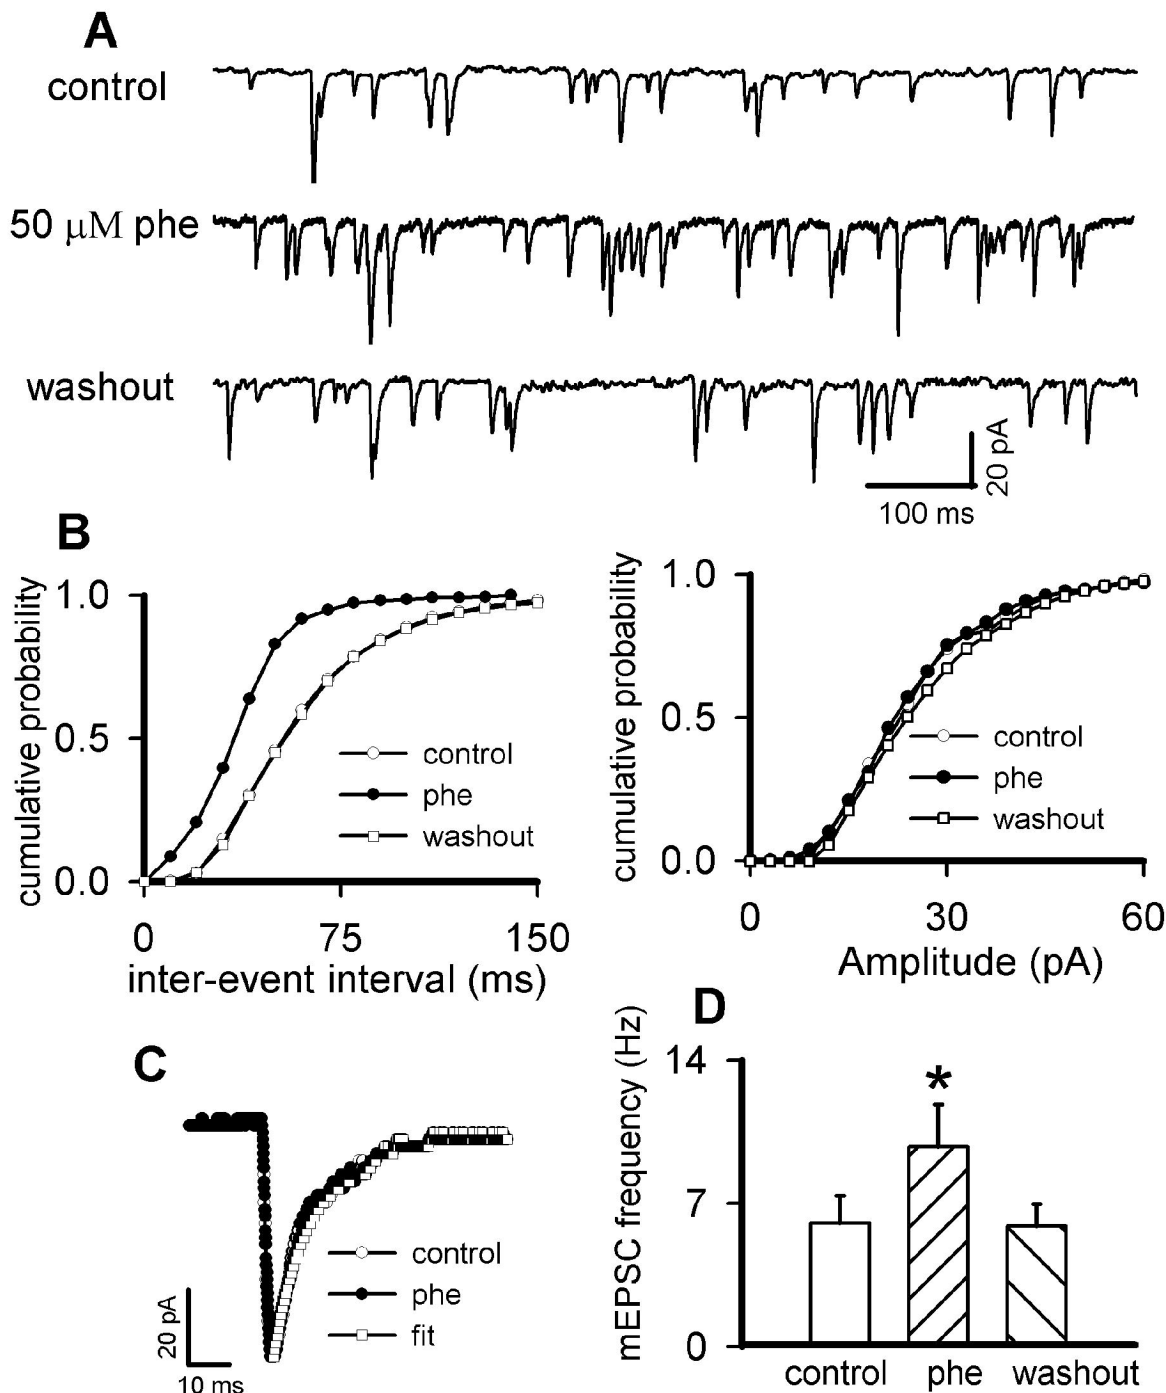 A
control
50 μM phe
washout
20 pA
100 ms
B
cumulative probability
1.0
0.5
0.0
control
phe
washout
0
75
150
inter-event interval (ms)
cumulative probability
1.0
0.5
0.0
control
phe
washout
0
30
60
Amplitude (pA)
C
control
phe
fit
20 pA
10 ms
D
mEPSC frequency (Hz)
14
7
0
*
control
phe
washout